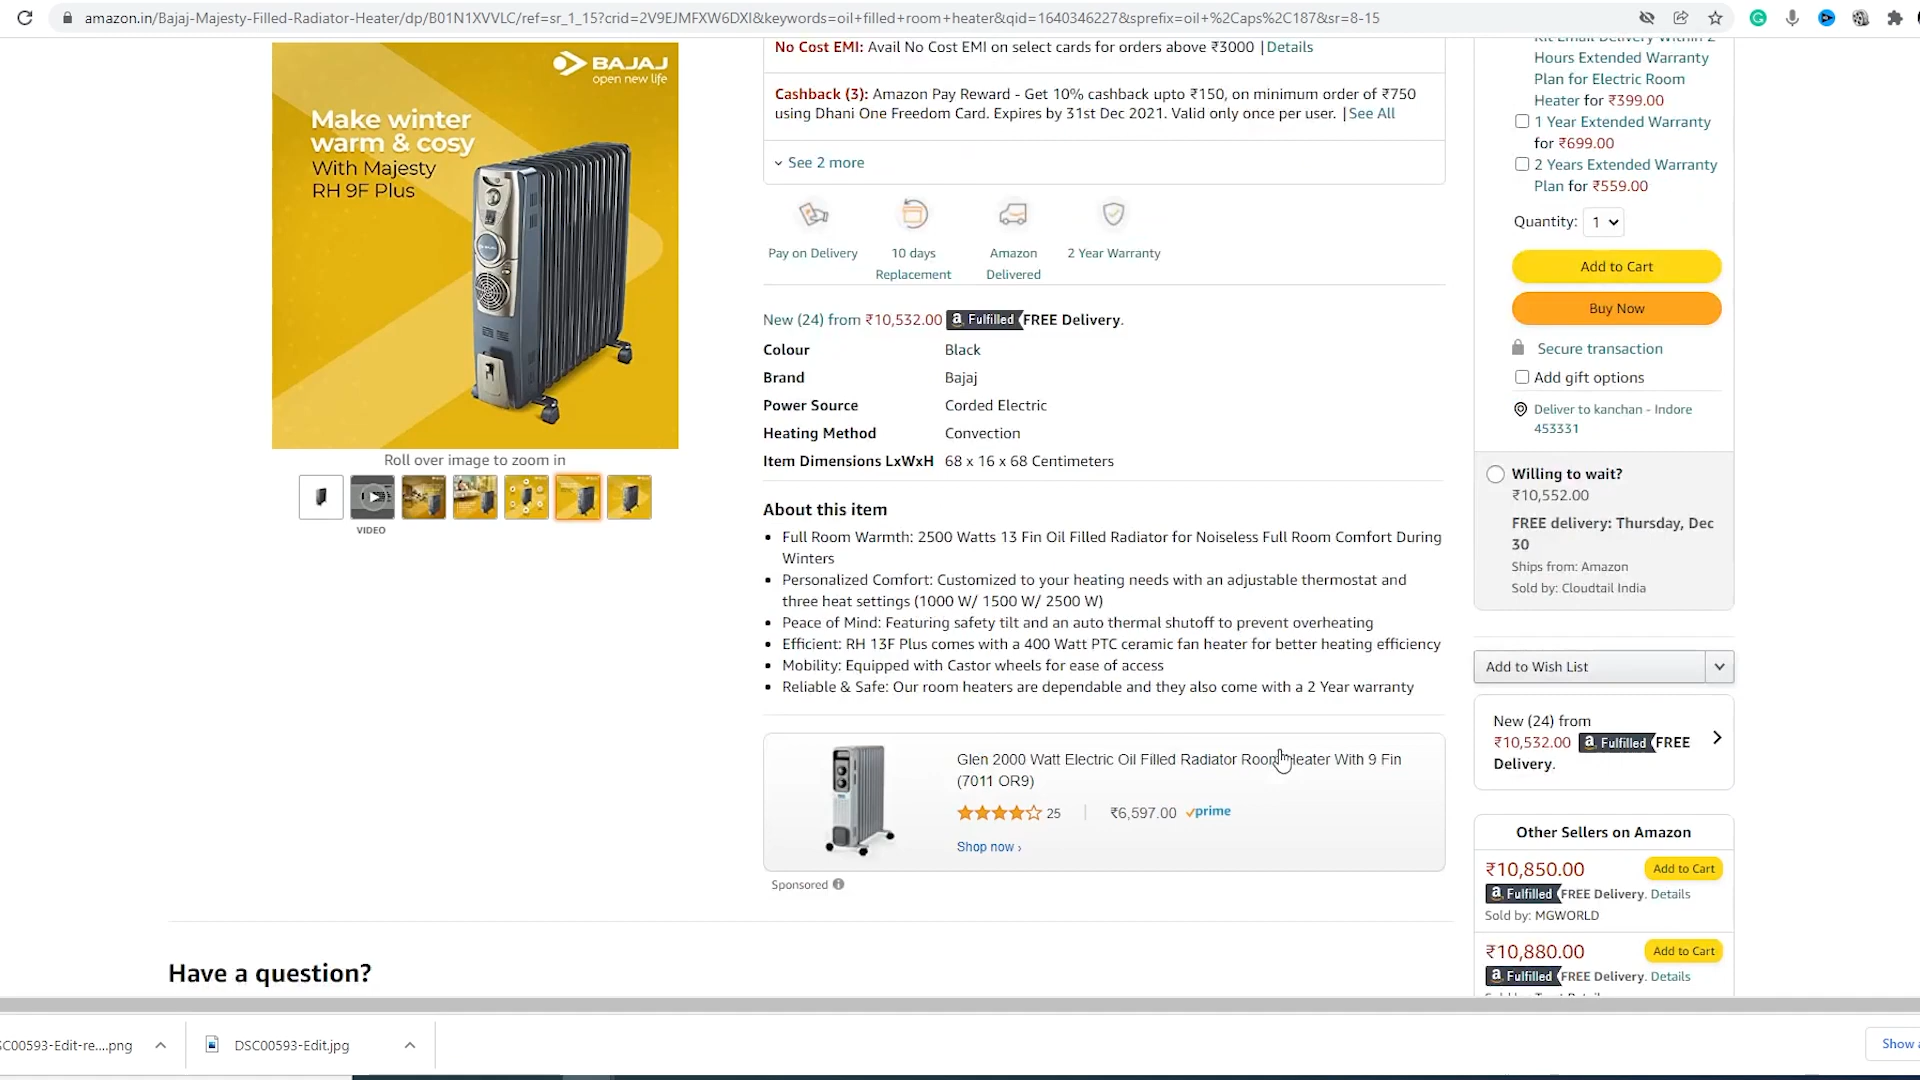 amazon.in/Bajaj-Majesty-Filled-Radiator-Heater/dp/B01N1XVVLC/ref=sr_1_15?crid=2V9EJMFXW6DXI&keywords=oil+filled+room+heater&qid=1640346227&sprefix=oil+%2Caps%2C187&sr=8-15
BAJAJ
open new life
Make winter
warm & cosy
With Majesty
RH 9F Plus
Roll over image to zoom in
VIDEO
No Cost EMI: Avail No Cost EMI on select cards for orders above ₹3000 | Details
Cashback (3): Amazon Pay Reward - Get 10% cashback upto ₹150, on minimum order of ₹750
using Dhani One Freedom Card. Expires by 31st Dec 2021. Valid only once per user. | See All
See 2 more
Pay on Delivery
10 days
Replacement
Amazon
Delivered
2 Year Warranty
New (24) from ₹10,532.00 a Fulfilled FREE Delivery.
Colour Black
Brand Bajaj
Power Source Corded Electric
Heating Method Convection
Item Dimensions LxWxH 68 x 16 x 68 Centimeters
About this item
• Full Room Warmth: 2500 Watts 13 Fin Oil Filled Radiator for Noiseless Full Room Comfort During
Winters
• Personalized Comfort: Customized to your heating needs with an adjustable thermostat and
three heat settings (1000 W/ 1500 W/ 2500 W)
• Peace of Mind: Featuring safety tilt and an auto thermal shutoff to prevent overheating
• Efficient: RH 13F Plus comes with a 400 Watt PTC ceramic fan heater for better heating efficiency
• Mobility: Equipped with Castor wheels for ease of access
• Reliable & Safe: Our room heaters are dependable and they also come with a 2 Year warranty
Glen 2000 Watt Electric Oil Filled Radiator Room Heater With 9 Fin
(7011 OR9)
25 | ₹6,597.00 prime
Shop now ›
Sponsored
Have a question?
Kit Email Delivery Within 2
Hours Extended Warranty
Plan for Electric Room
Heater for ₹399.00
1 Year Extended Warranty
for ₹699.00
2 Years Extended Warranty
Plan for ₹559.00
Quantity: 1
Add to Cart
Buy Now
Secure transaction
Add gift options
Deliver to kanchan - Indore
453331
Willing to wait?
₹10,552.00
FREE delivery: Thursday, Dec
30
Ships from: Amazon
Sold by: Cloudtail India
Add to Wish List
New (24) from
₹10,532.00 a Fulfilled FREE
Delivery.
Other Sellers on Amazon
₹10,850.00 Add to Cart
a Fulfilled FREE Delivery. Details
Sold by: MGWORLD
₹10,880.00 Add to Cart
a Fulfilled FREE Delivery. Details
SC00593-Edit-re....png
DSC00593-Edit.jpg
Show